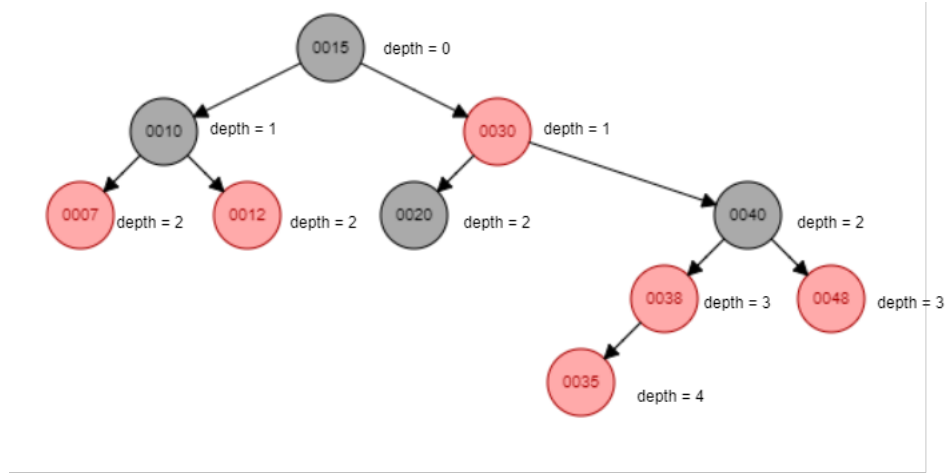 0015 depth = 0
0010 depth = 1
0030 depth = 1
0007 depth = 2
0012 depth = 2
0020 depth = 2
0040 depth = 2
0038 depth = 3
0048 depth = 3
0035 depth = 4